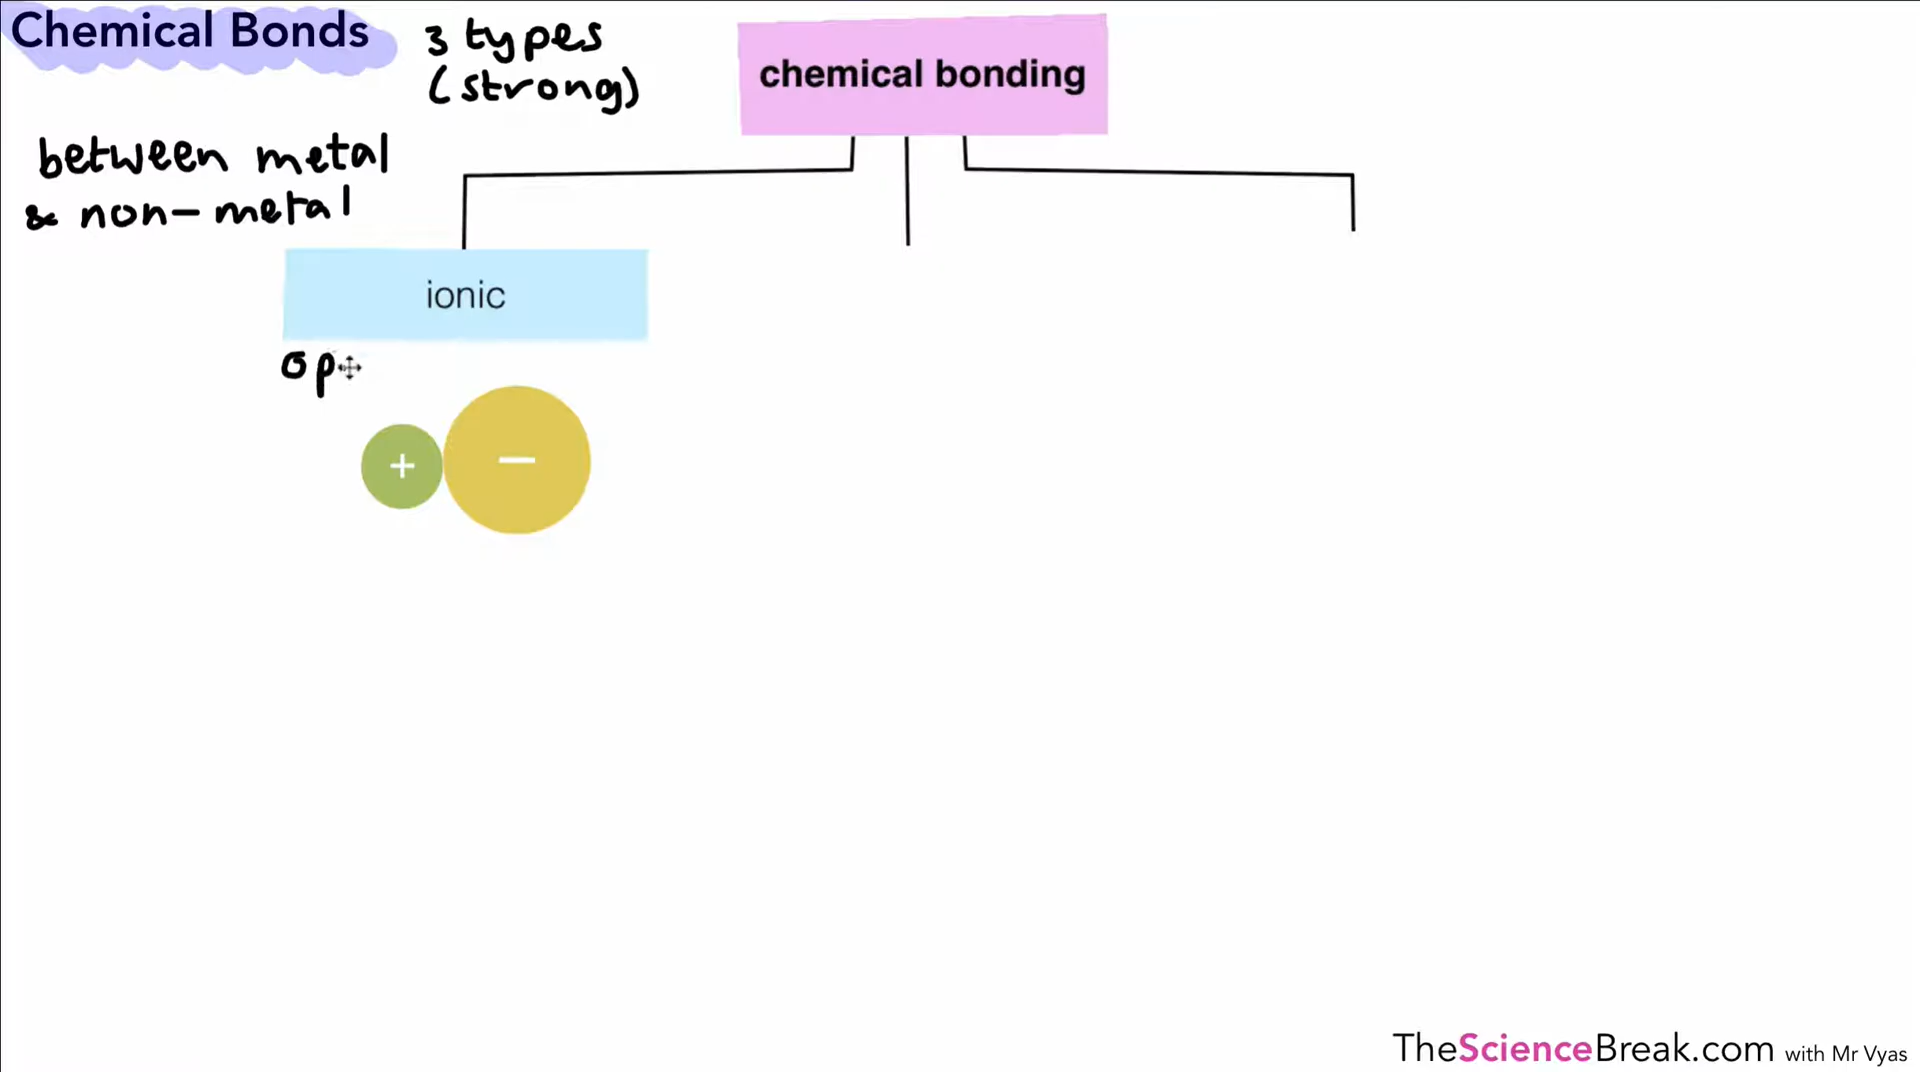 Chemical Bonds
3 types
(strong)
chemical bonding
between metal
& non-metal
ionic
op
+
−
TheScienceBreak.com with Mr Vyas